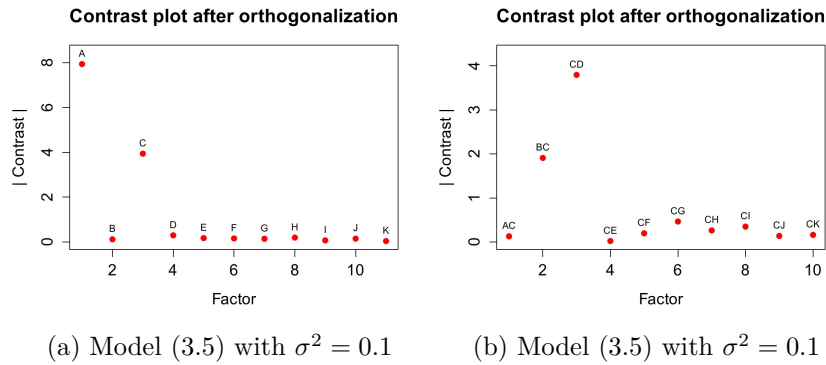 Contrast plot after orthogonalization
| Contrast |
8
6
4
2
0
A
B
C
D
E
F
G
H
I
J
K
2
4
6
8
10
Factor
(a) Model (3.5) with σ² = 0.1
Contrast plot after orthogonalization
| Contrast |
4
3
2
1
0
AC
BC
CD
CE
CF
CG
CH
CI
CJ
CK
2
4
6
8
10
Factor
(b) Model (3.5) with σ² = 0.1